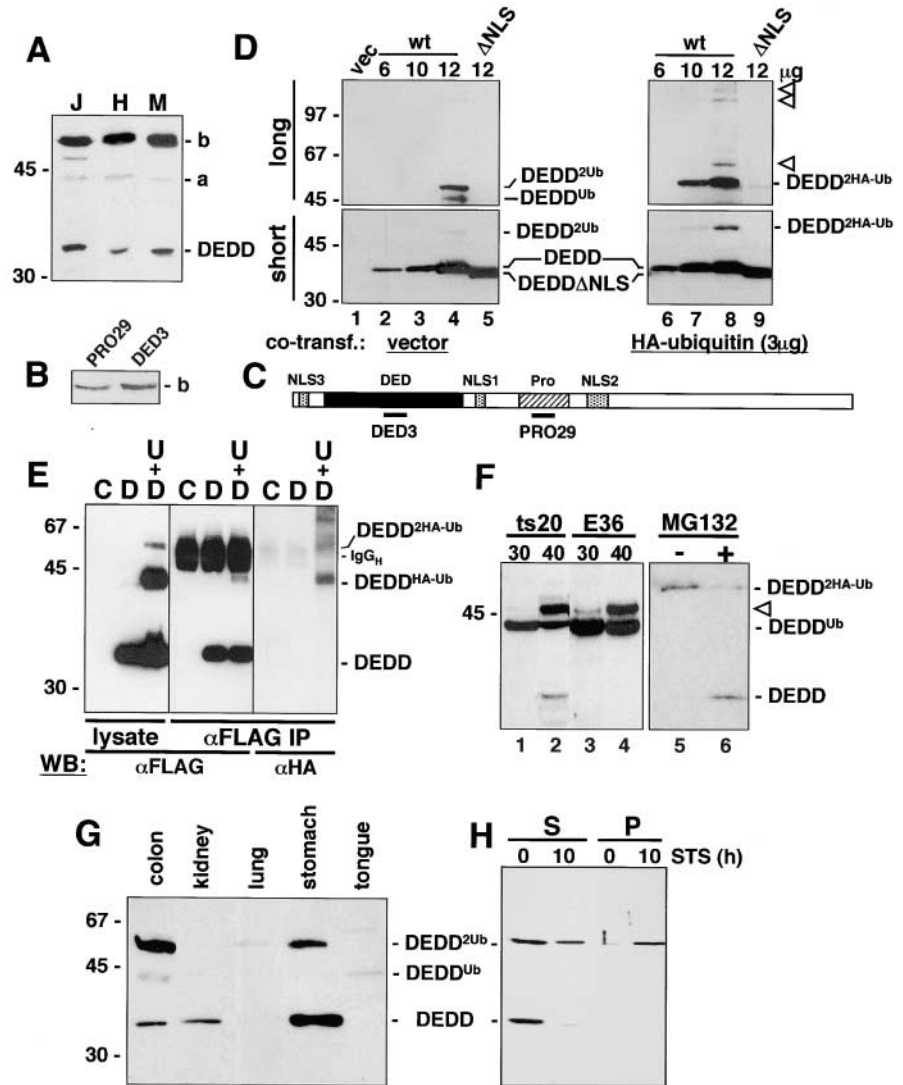 A
J H M
b
45 -
a
DEDD
30 -
B
PRO29
DED3
- b
D
vec
wt
ΔNLS
6 10 12 12
wt
ΔNLS
6 10 12 12 μg
long
97 -
67 -
45 -
DEDD2Ub
DEDDUb
DEDD2HA-Ub
short
45 -
30 -
DEDD2Ub
DEDD
DEDDΔNLS
DEDD2HA-Ub
1 2 3 4 5
6 7 8 9
co-transf.: vector
HA-ubiquitin (3μg)
C
NLS3 DED NLS1 Pro NLS2
DED3 PRO29
E
U U U
+ + +
C D D C D D C D D
67 -
45 -
30 -
DEDD2HA-Ub
- IgGH
- DEDDHA-Ub
- DEDD
lysate αFLAG IP
WB: αFLAG αHA
F
ts20 E36 MG132
30 40 30 40 - +
45 -
- DEDD2HA-Ub
- DEDDUb
- DEDD
1 2 3 4 5 6
G
colon
kidney
lung
stomach
tongue
67 -
45 -
30 -
- DEDD2Ub -
- DEDDUb -
- DEDD -
H
S P
0 10 0 10 STS (h)